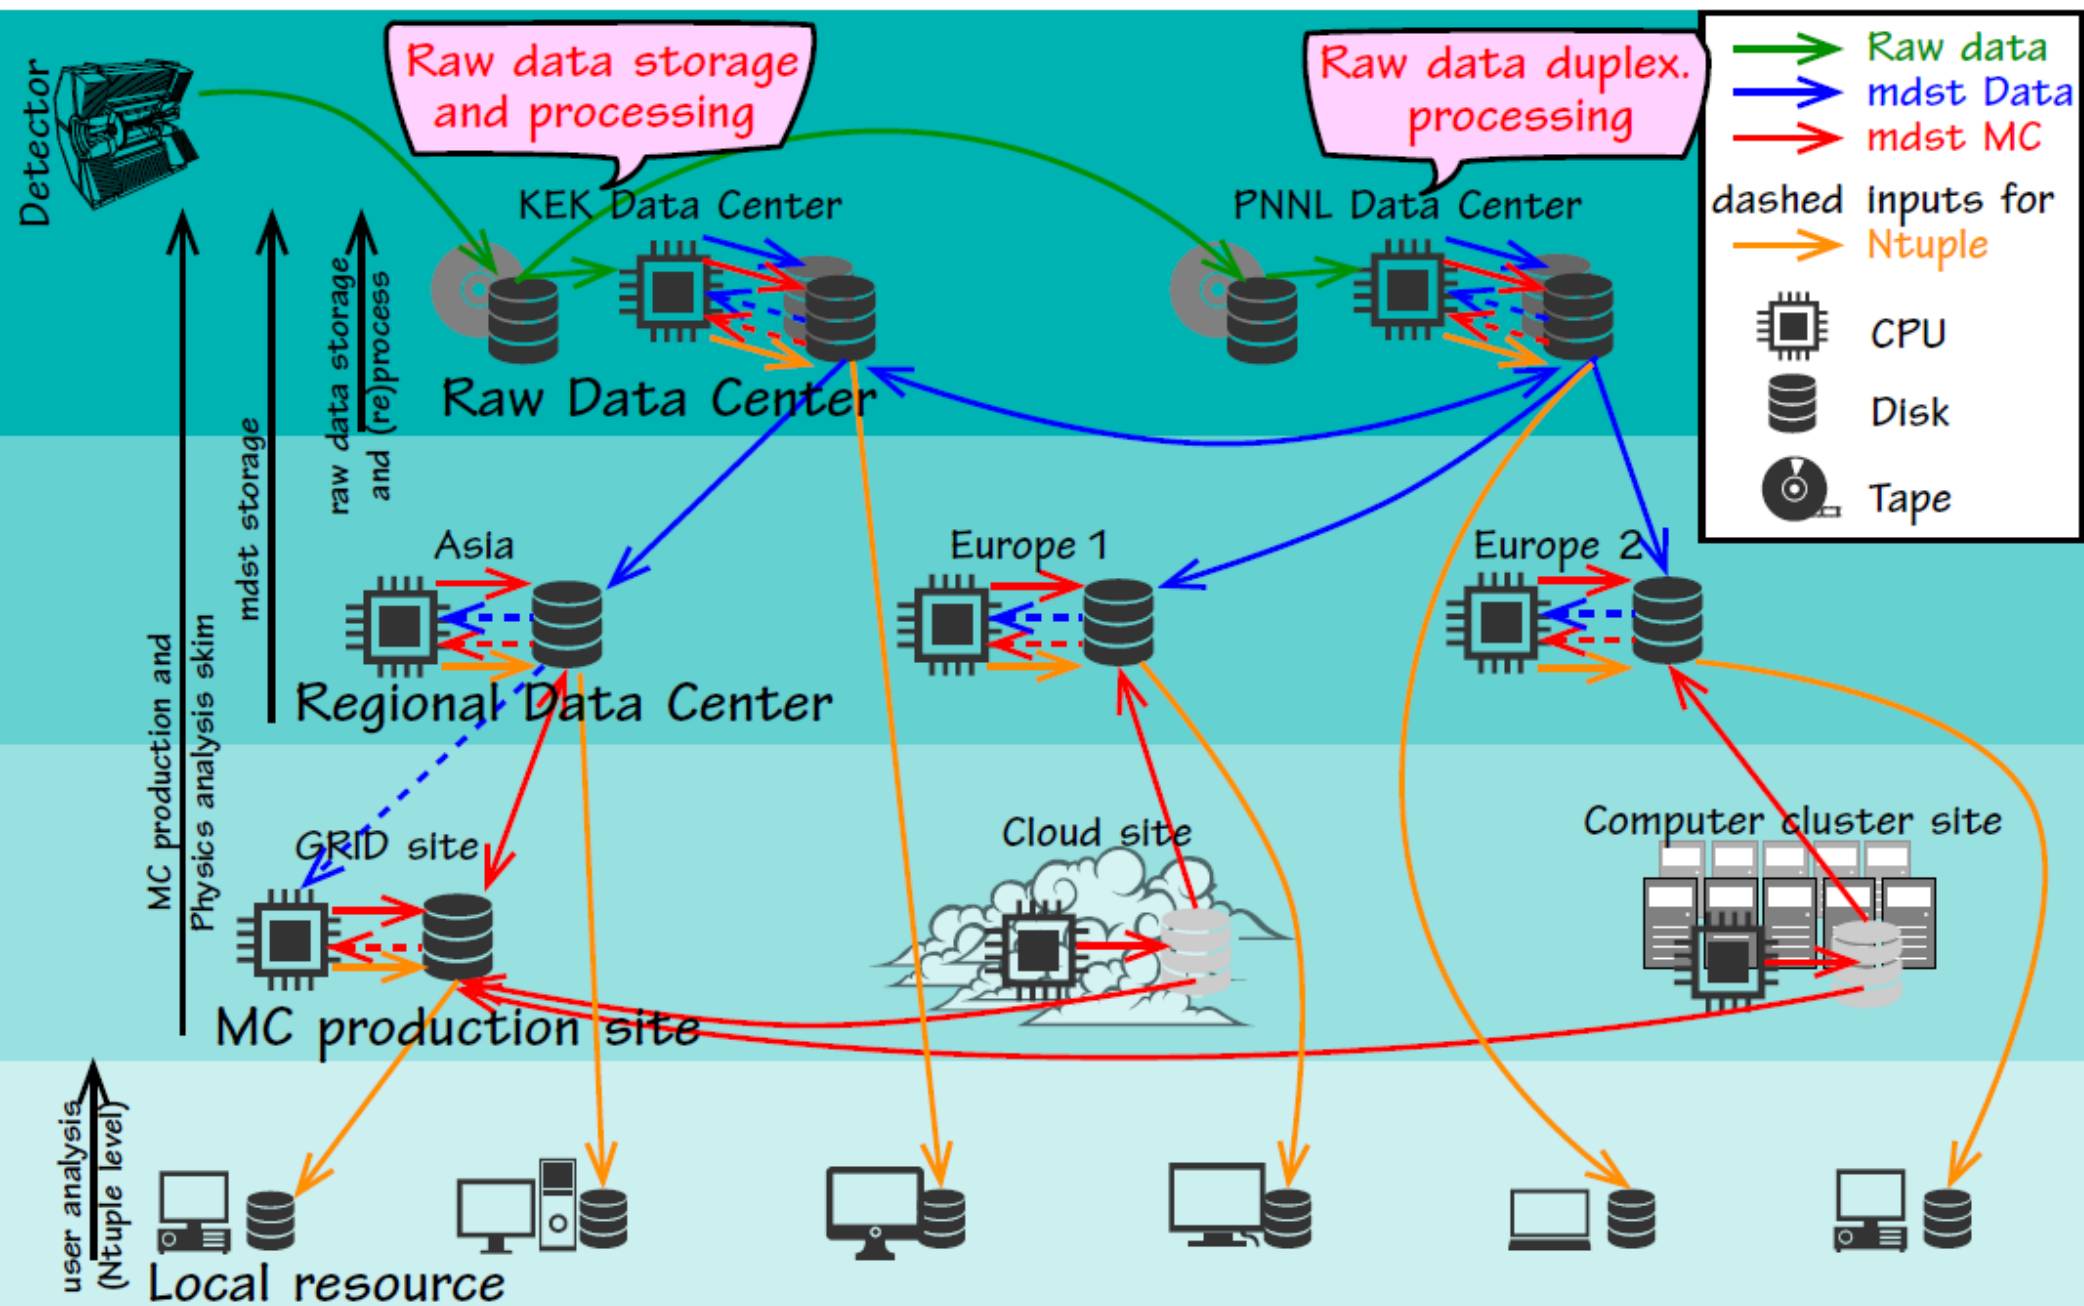 Detector
Raw data storage
and processing
Raw data duplex.
processing
Raw data
mdst Data
mdst MC
dashed inputs for
Ntuple
CPU
Disk
Tape
KEK Data Center
PNNL Data Center
Raw Data Center
raw data storage
and (re)process
mdst storage
MC production and
Physics analysis skim
Asia
Europe 1
Europe 2
Regional Data Center
GRID site
Cloud site
Computer cluster site
MC production site
user analysis
(Ntuple level)
Local resource